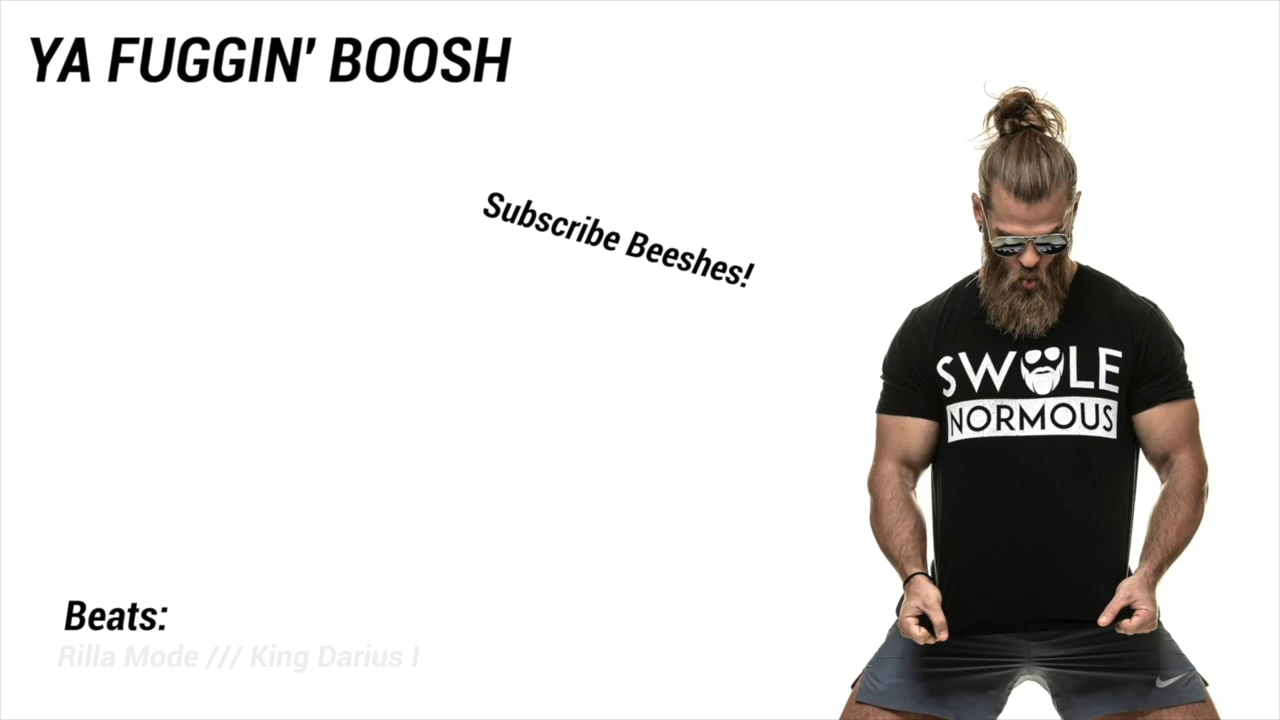 YA FUGGIN' BOOSH
Subscribe Beeshes!
SWOLE
NORMOUS
Beats:
Rilla Mode /// King Darius I